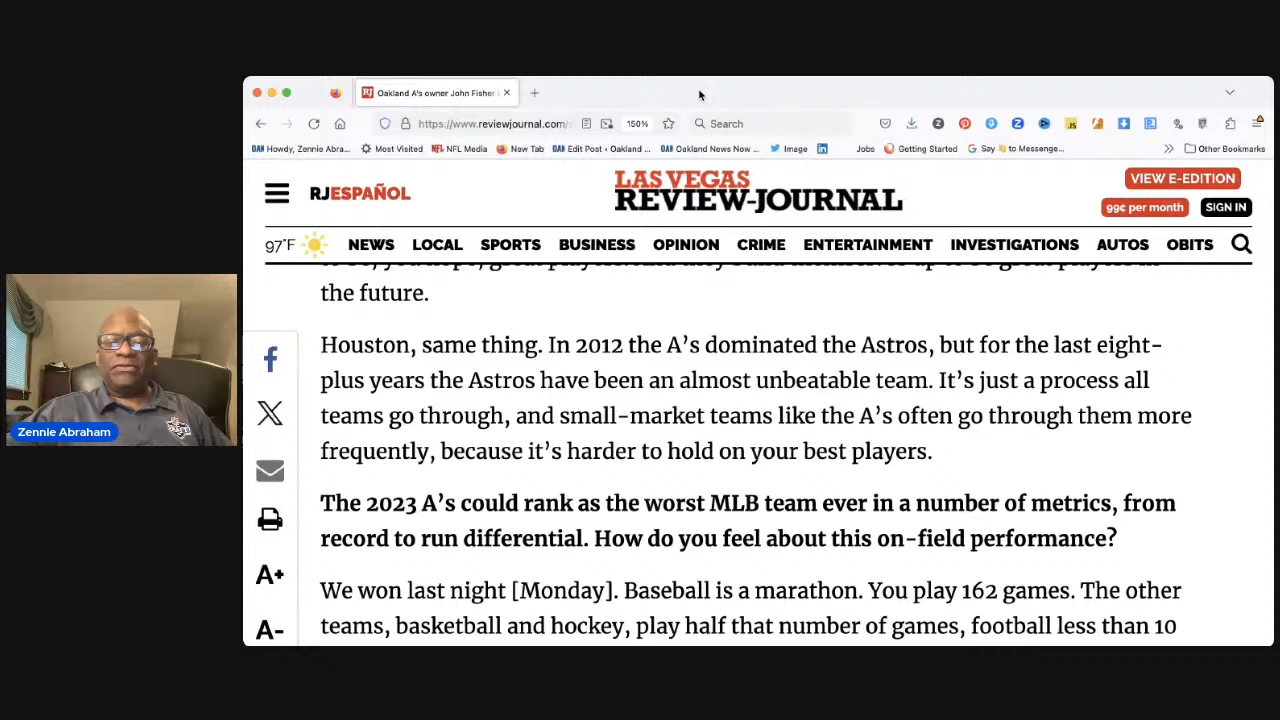 Oakland A's owner John Fisher
https://www.reviewjournal.com/
150%
Search
OAN Howdy, Zennie Abra...
Most Visited
NFL Media
New Tab
OAN Edit Post ‹ Oakland ...
OAN Oakland News Now ...
Image
Jobs
Getting Started
Say 👋 to Messenge...
Other Bookmarks
RJESPAÑOL
LAS VEGAS
REVIEW-JOURNAL
VIEW E-EDITION
99¢ per month
SIGN IN
97°F
NEWS
LOCAL
SPORTS
BUSINESS
OPINION
CRIME
ENTERTAINMENT
INVESTIGATIONS
AUTOS
OBITS
the future.
Houston, same thing. In 2012 the A's dominated the Astros, but for the last eight-
plus years the Astros have been an almost unbeatable team. It's just a process all
teams go through, and small-market teams like the A's often go through them more
frequently, because it's harder to hold on your best players.
The 2023 A's could rank as the worst MLB team ever in a number of metrics, from
record to run differential. How do you feel about this on-field performance?
We won last night [Monday]. Baseball is a marathon. You play 162 games. The other
teams, basketball and hockey, play half that number of games, football less than 10
A+
A-
Zennie Abraham